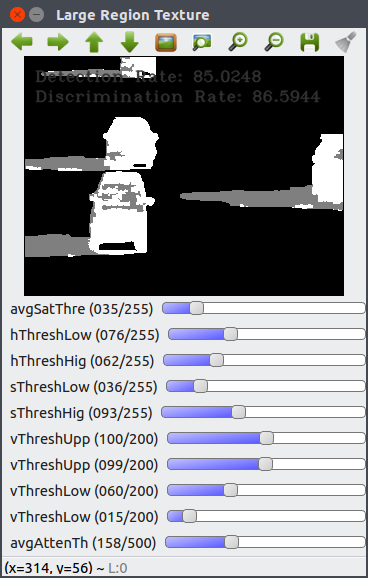 Large Region Texture
Detection Rate: 85.0248
Discrimination Rate: 86.5944
avgSatThre (035/255)
hThreshLow (076/255)
hThreshHig (062/255)
sThreshLow (036/255)
sThreshHig (093/255)
vThreshUpp (100/200)
vThreshUpp (099/200)
vThreshLow (060/200)
vThreshLow (015/200)
avgAttenTh (158/500)
(x=314, y=56) ~ L:0